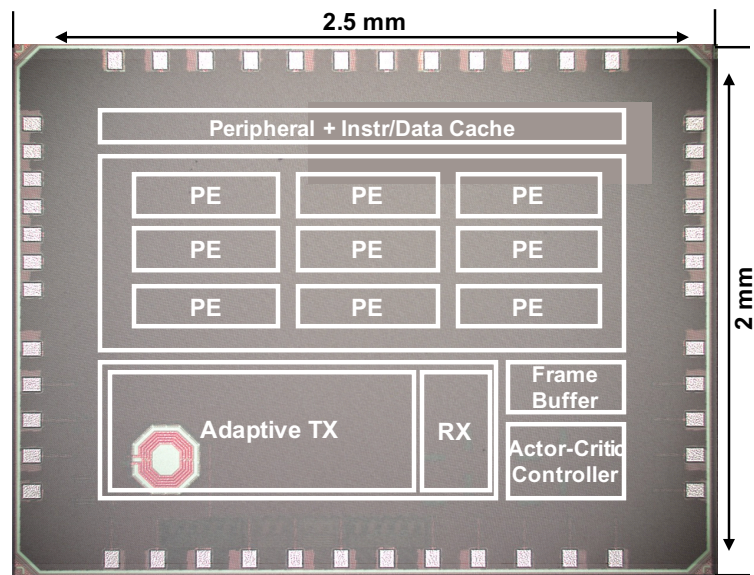 2.5 mm
Peripheral + Instr/Data Cache
PE PE PE
PE PE PE
PE PE PE
2 mm
Adaptive TX
RX
Frame
Buffer
Actor-Critic
Controller